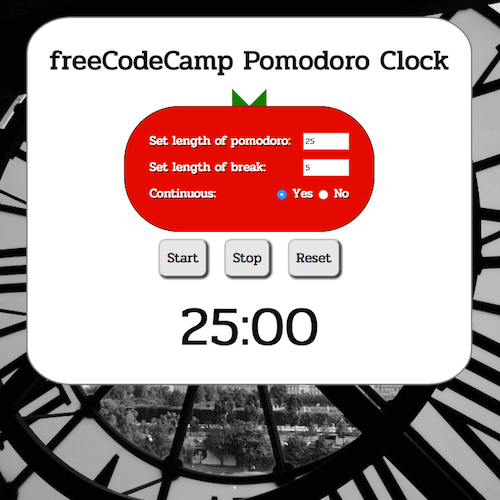 freeCodeCamp Pomodoro Clock
Set length of pomodoro: 25
Set length of break: 5
Continuous: Yes No
Start Stop Reset
25:00